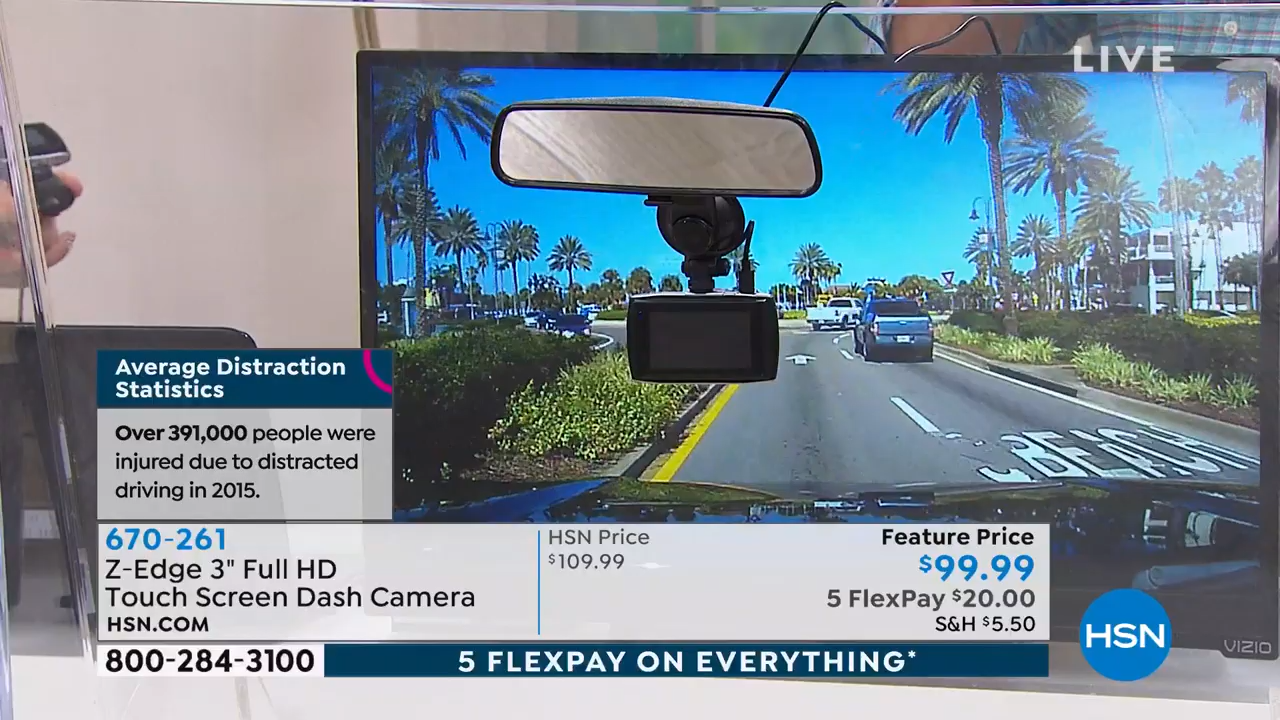 LIVE
Average Distraction
Statistics
Over 391,000 people were
injured due to distracted
driving in 2015.
670-261
Z-Edge 3" Full HD
Touch Screen Dash Camera
HSN.COM
HSN Price
$109.99
Feature Price
$99.99
5 FlexPay $20.00
S&H $5.50
800-284-3100
5 FLEXPAY ON EVERYTHING*
HSN
VIZIO
BEACH